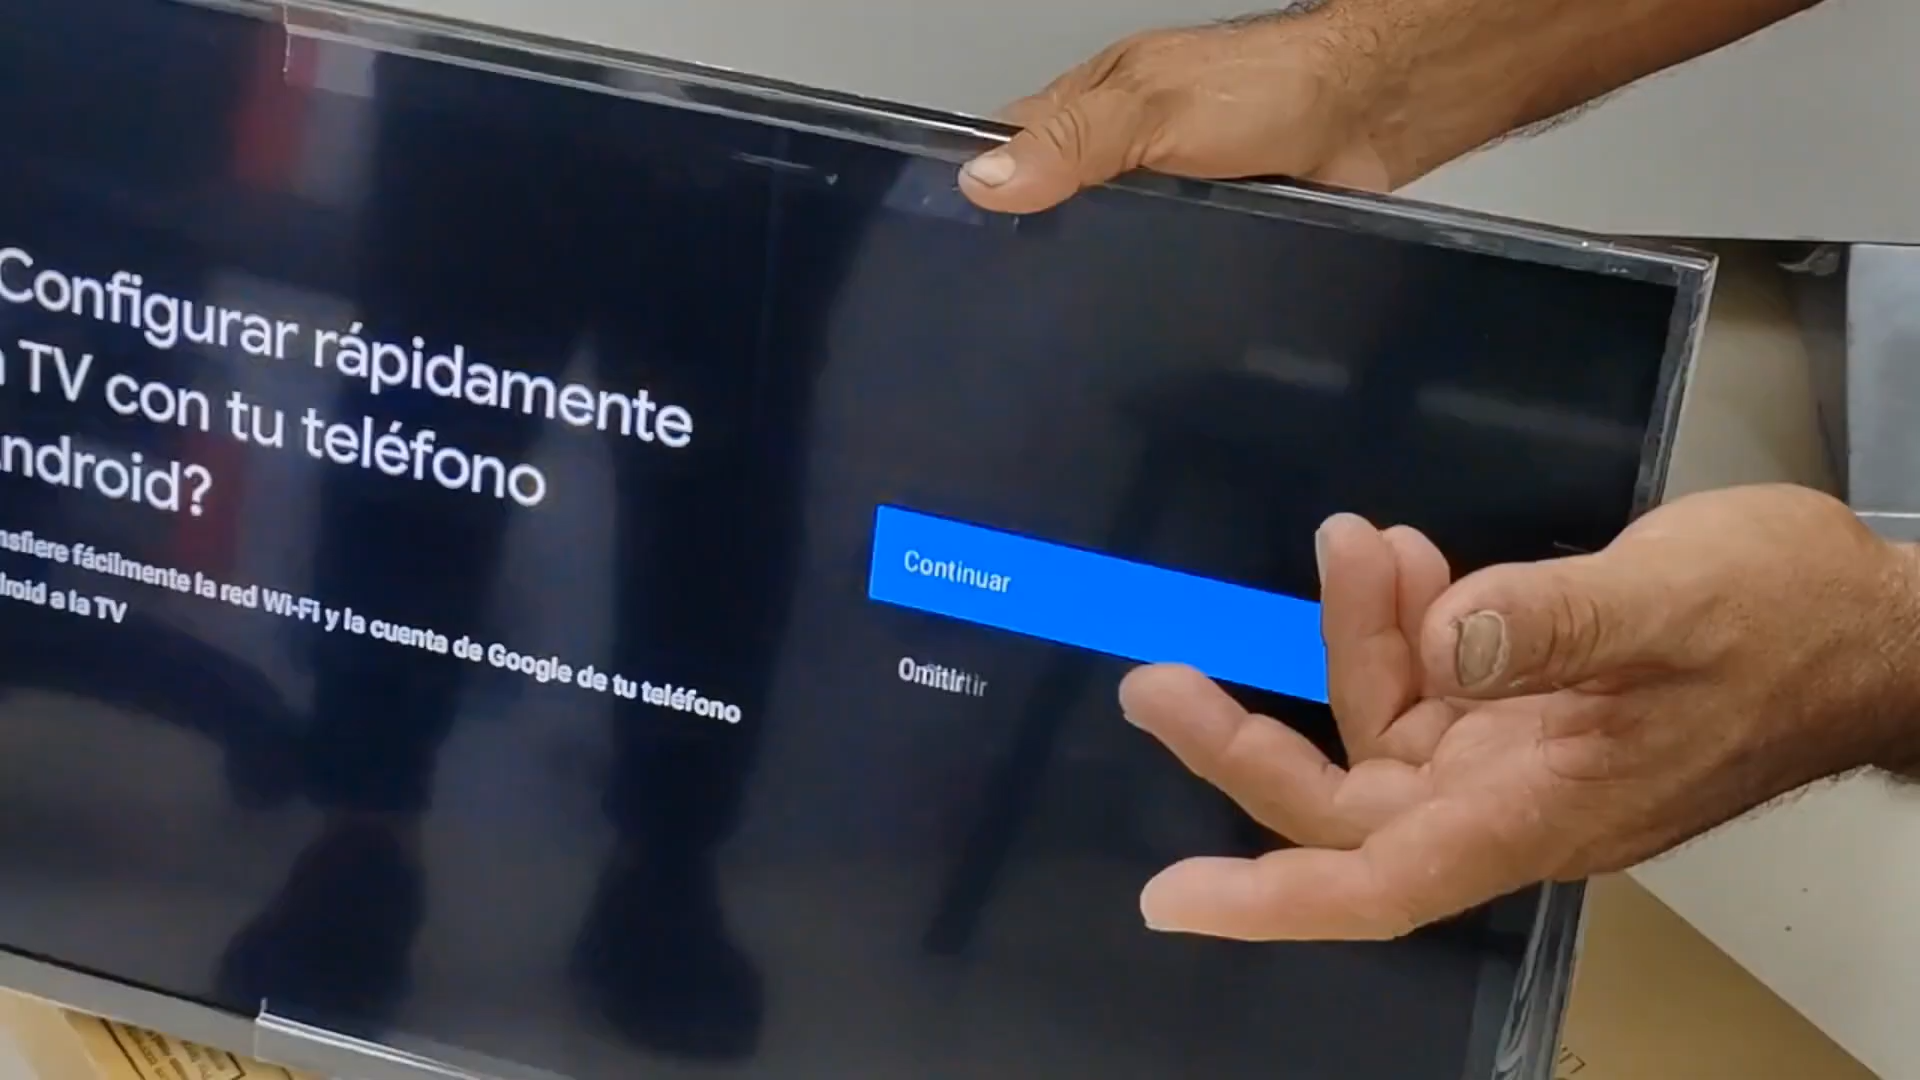 Configurar rápidamente
TV con tu teléfono
ndroid?
nsfiere fácilmente la red Wi-Fi y la cuenta de Google de tu teléfono
droid a la TV
Continuar
Omitir